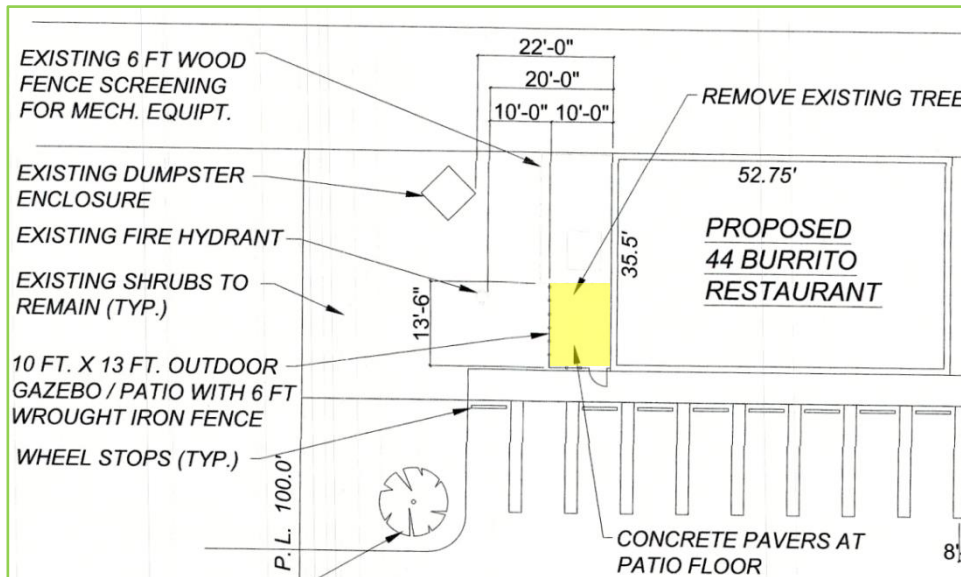 EXISTING 6 FT WOOD
FENCE SCREENING
FOR MECH. EQUIPT.
22'-0"
20'-0"
10'-0" 10'-0"
REMOVE EXISTING TREE
EXISTING DUMPSTER
ENCLOSURE
EXISTING FIRE HYDRANT
EXISTING SHRUBS TO
REMAIN (TYP.)
13'-6"
52.75'
35.5'
PROPOSED
44 BURRITO
RESTAURANT
10 FT. X 13 FT. OUTDOOR
GAZEBO / PATIO WITH 6 FT
WROUGHT IRON FENCE
WHEEL STOPS (TYP.)
P.L. 100.0'
CONCRETE PAVERS AT
PATIO FLOOR
8'